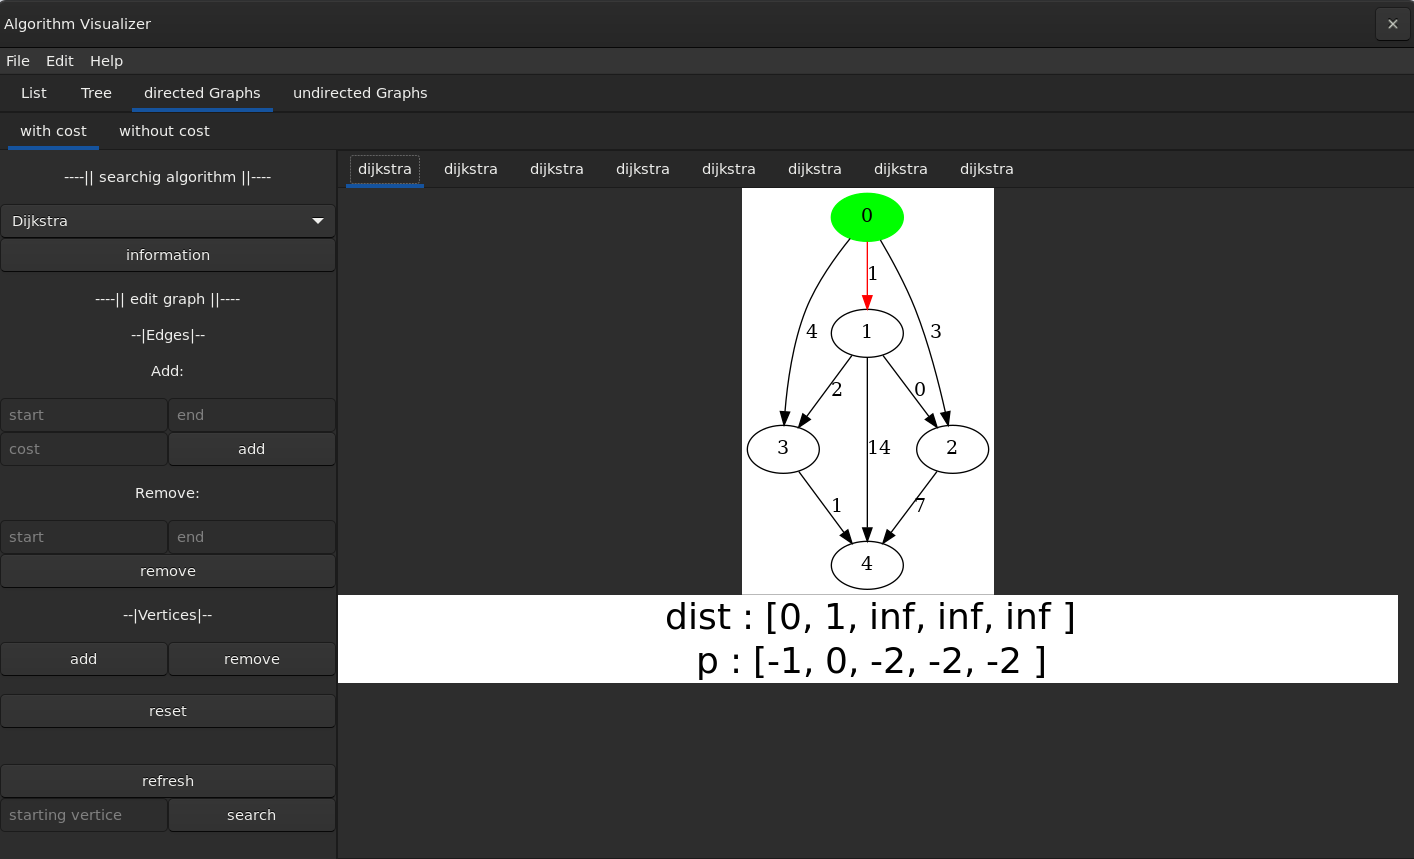 Algorithm Visualizer
File Edit Help
List Tree directed Graphs undirected Graphs
with cost without cost
----|| searchig algorithm ||----
Dijkstra
information
----|| edit graph ||----
--|Edges|--
Add:
start end
cost add
Remove:
start end
remove
--|Vertices|--
add remove
reset
refresh
starting vertice search
dijkstra dijkstra dijkstra dijkstra dijkstra dijkstra dijkstra dijkstra
0
1
4 1 3
2 0
3 14 2
1 7
4
dist : [0, 1, inf, inf, inf ]
p : [-1, 0, -2, -2, -2 ]